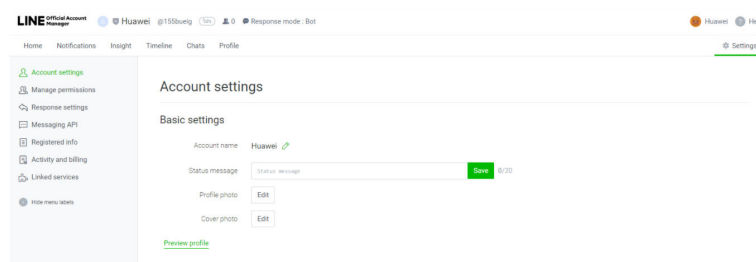 LINE Official Account Manager Huawei @155bueig 0 Response mode : Bot Huawei
Home Notifications Insight Timeline Chats Profile Settings
Account settings
Manage permissions
Response settings
Messaging API
Registered info
Activity and billing
Linked services
Hide menu labels
Account settings
Basic settings
Account name Huawei
Status message Status message Save 0/20
Profile photo Edit
Cover photo Edit
Preview profile